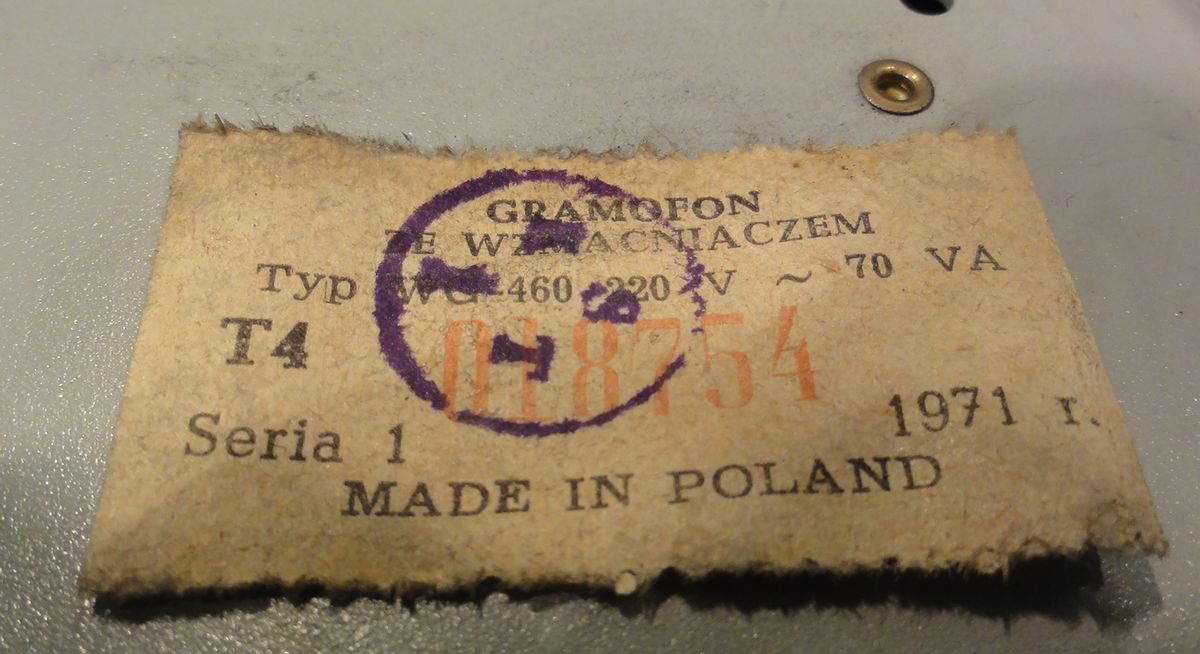 GRAMOFON
ZE WZMACNIACZEM
Typ WG-460 220 V ~ 70 VA
T4
018754
Seria 1
1971 r.
MADE IN POLAND